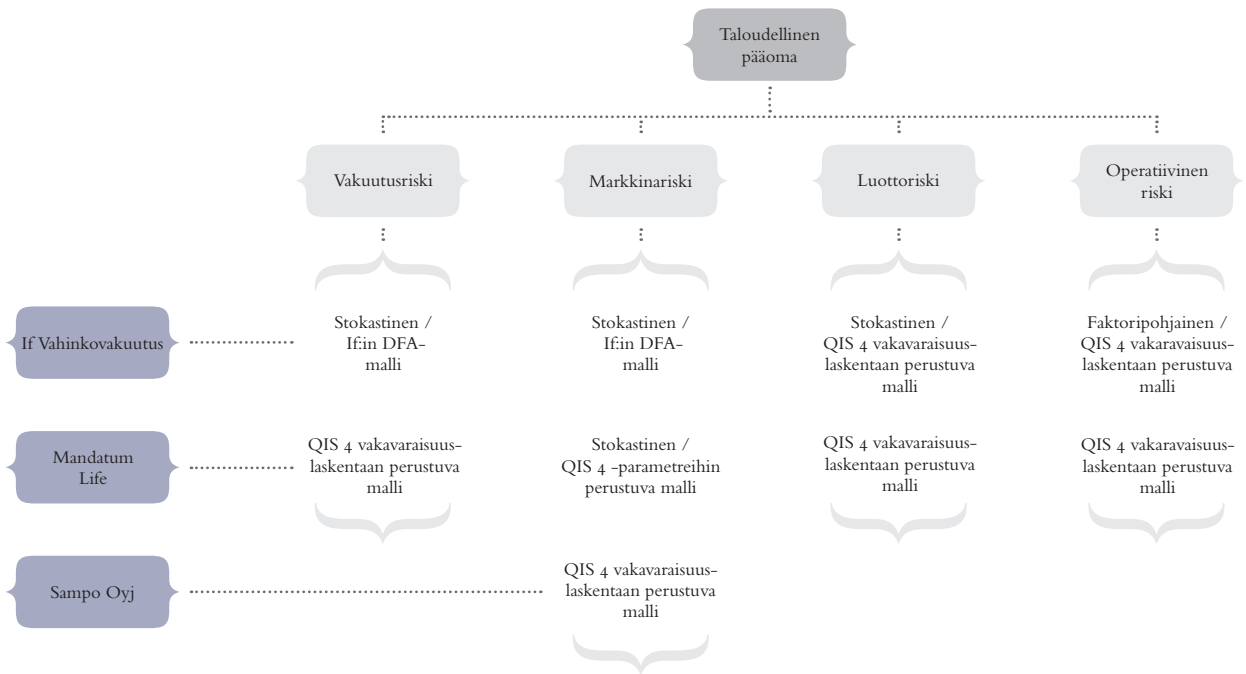 Taloudellinen
pääoma
Vakuutusriski
Markkinariski
Luottoriski
Operatiivinen
riski
If Vahinkovakuutus
Stokastinen /
If:in DFA-
malli
Stokastinen /
If:in DFA-
malli
Stokastinen /
QIS 4 vakavaraisuus-
laskentaan perustuva
malli
Faktoripohjainen /
QIS 4 vakaravaisuus-
laskentaan perustuva
malli
Mandatum
Life
QIS 4 vakavaraisuus-
laskentaan perustuva
malli
Stokastinen /
QIS 4 -parametreihin
perustuva malli
QIS 4 vakavaraisuus-
laskentaan perustuva
malli
QIS 4 vakaravaisuus-
laskentaan perustuva
malli
Sampo Oyj
QIS 4 vakavaraisuus-
laskentaan perustuva
malli